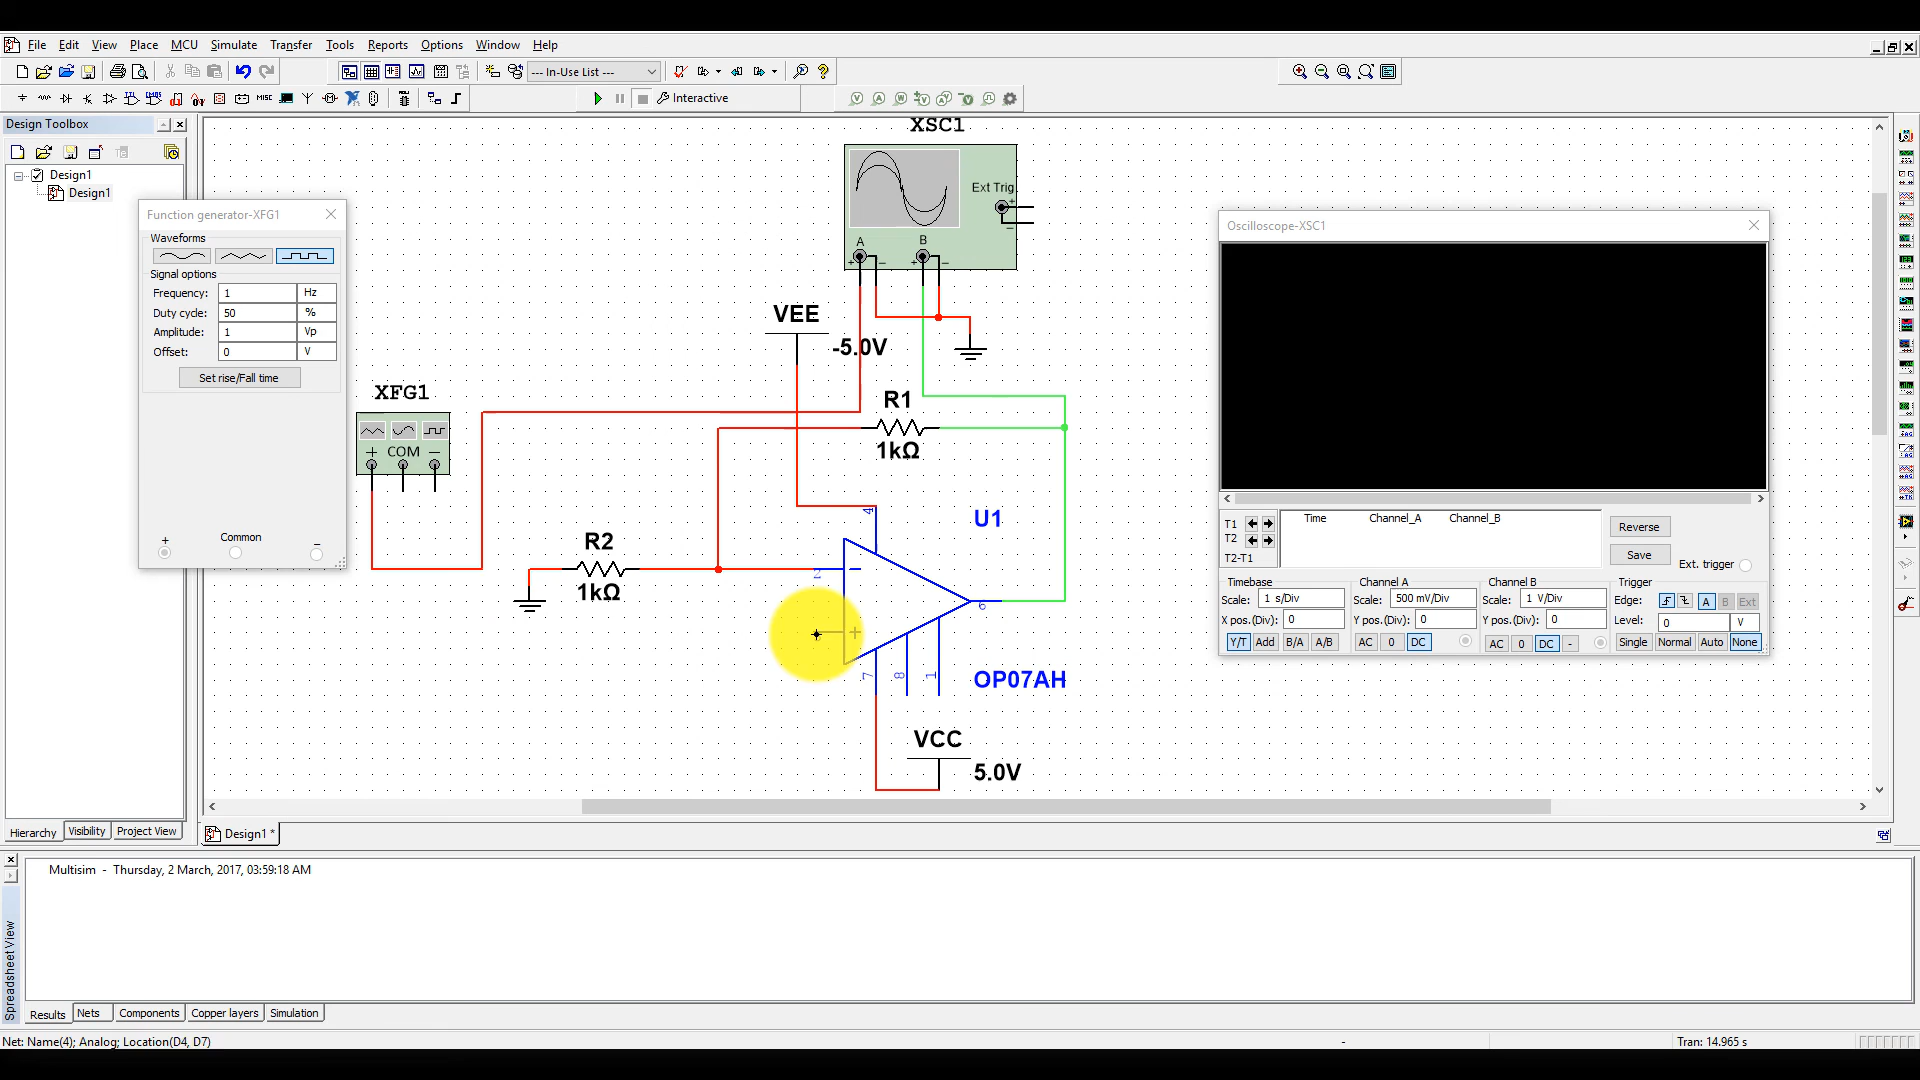 File Edit View Place MCU Simulate Transfer Tools Reports Options Window Help
--- In-Use List ---
Interactive
MISC
Design Toolbox
Design1
Design1
Function generator-XFG1
Waveforms
Signal options
Frequency: 1 Hz
Duty cycle: 50 %
Amplitude: 1 Vp
Offset: 0 V
Set rise/Fall time
+ Common −
XFG1
+ COM −
XSC1
Ext Trig
+
−
A B
+ − + −
VEE
-5.0V
R1
1kΩ
R2
1kΩ
U1
4
2
6
7 8 1
OP07AH
VCC
5.0V
Oscilloscope-XSC1
Time Channel_A Channel_B
T1
T2
T2-T1
Reverse
Save
Ext. trigger
Timebase
Scale: 1 s/Div
X pos.(Div): 0
Y/T Add B/A A/B
Channel A
Scale: 500 mV/Div
Y pos.(Div): 0
AC 0 DC
Channel B
Scale: 1 V/Div
Y pos.(Div): 0
AC 0 DC -
Trigger
Edge: A B Ext
Level: 0 V
Single Normal Auto None
Hierarchy Visibility Project View
Design1 *
Multisim - Thursday, 2 March, 2017, 03:59:18 AM
Spreadsheet View
Results Nets Components Copper layers Simulation
Net: Name(4); Analog; Location(D4, D7)
-
Tran: 14.965 s